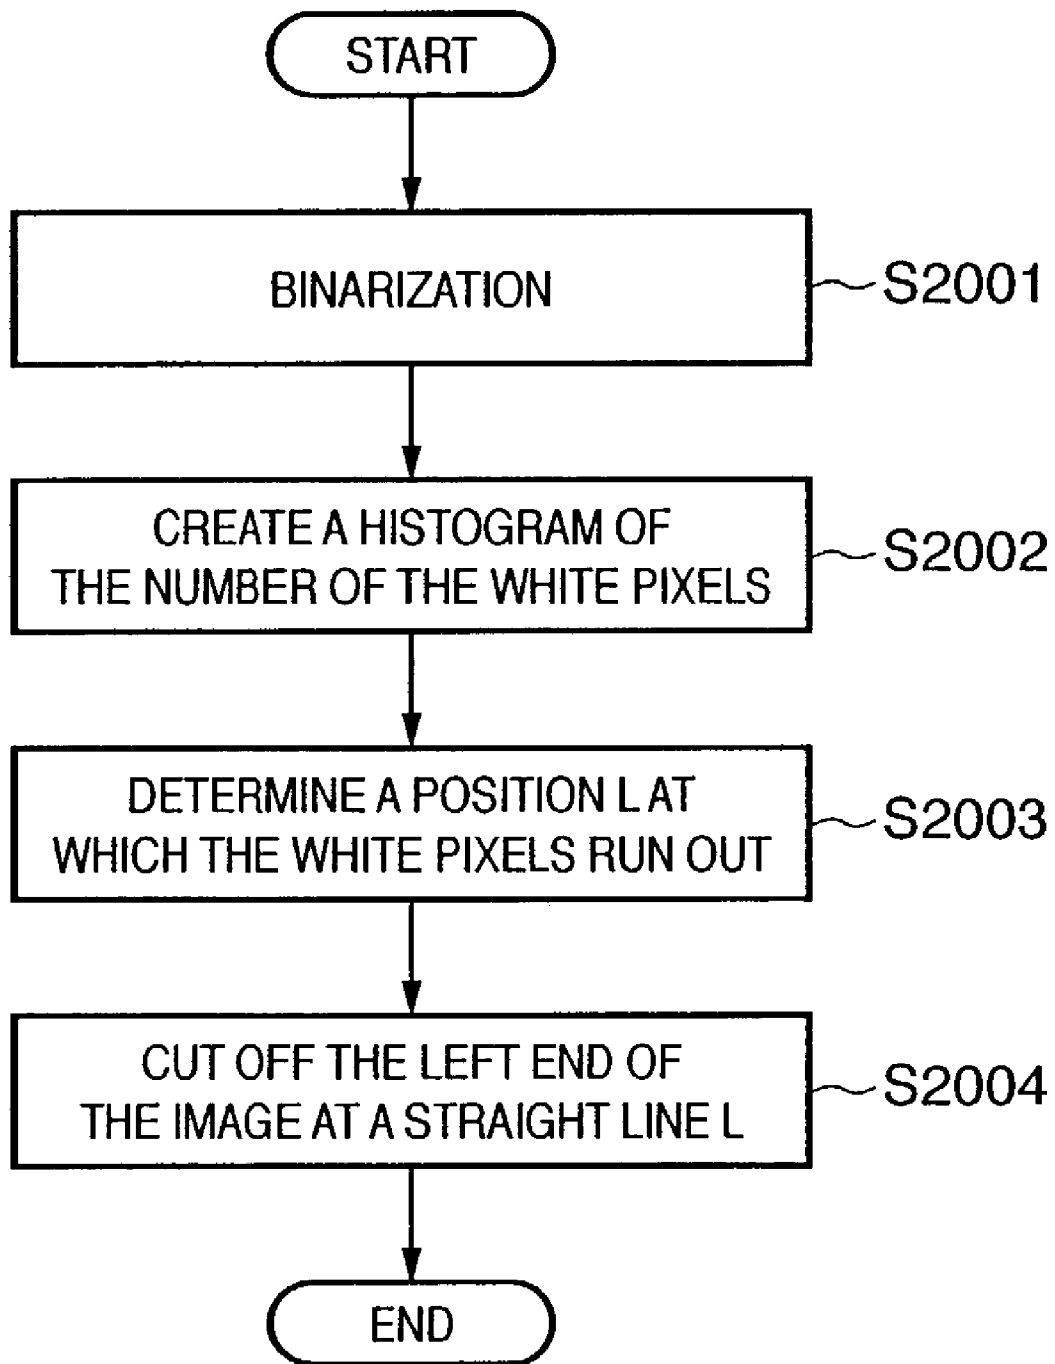 START
BINARIZATION
S2001
CREATE A HISTOGRAM OF
THE NUMBER OF THE WHITE PIXELS
S2002
DETERMINE A POSITION L AT
WHICH THE WHITE PIXELS RUN OUT
S2003
CUT OFF THE LEFT END OF
THE IMAGE AT A STRAIGHT LINE L
S2004
END